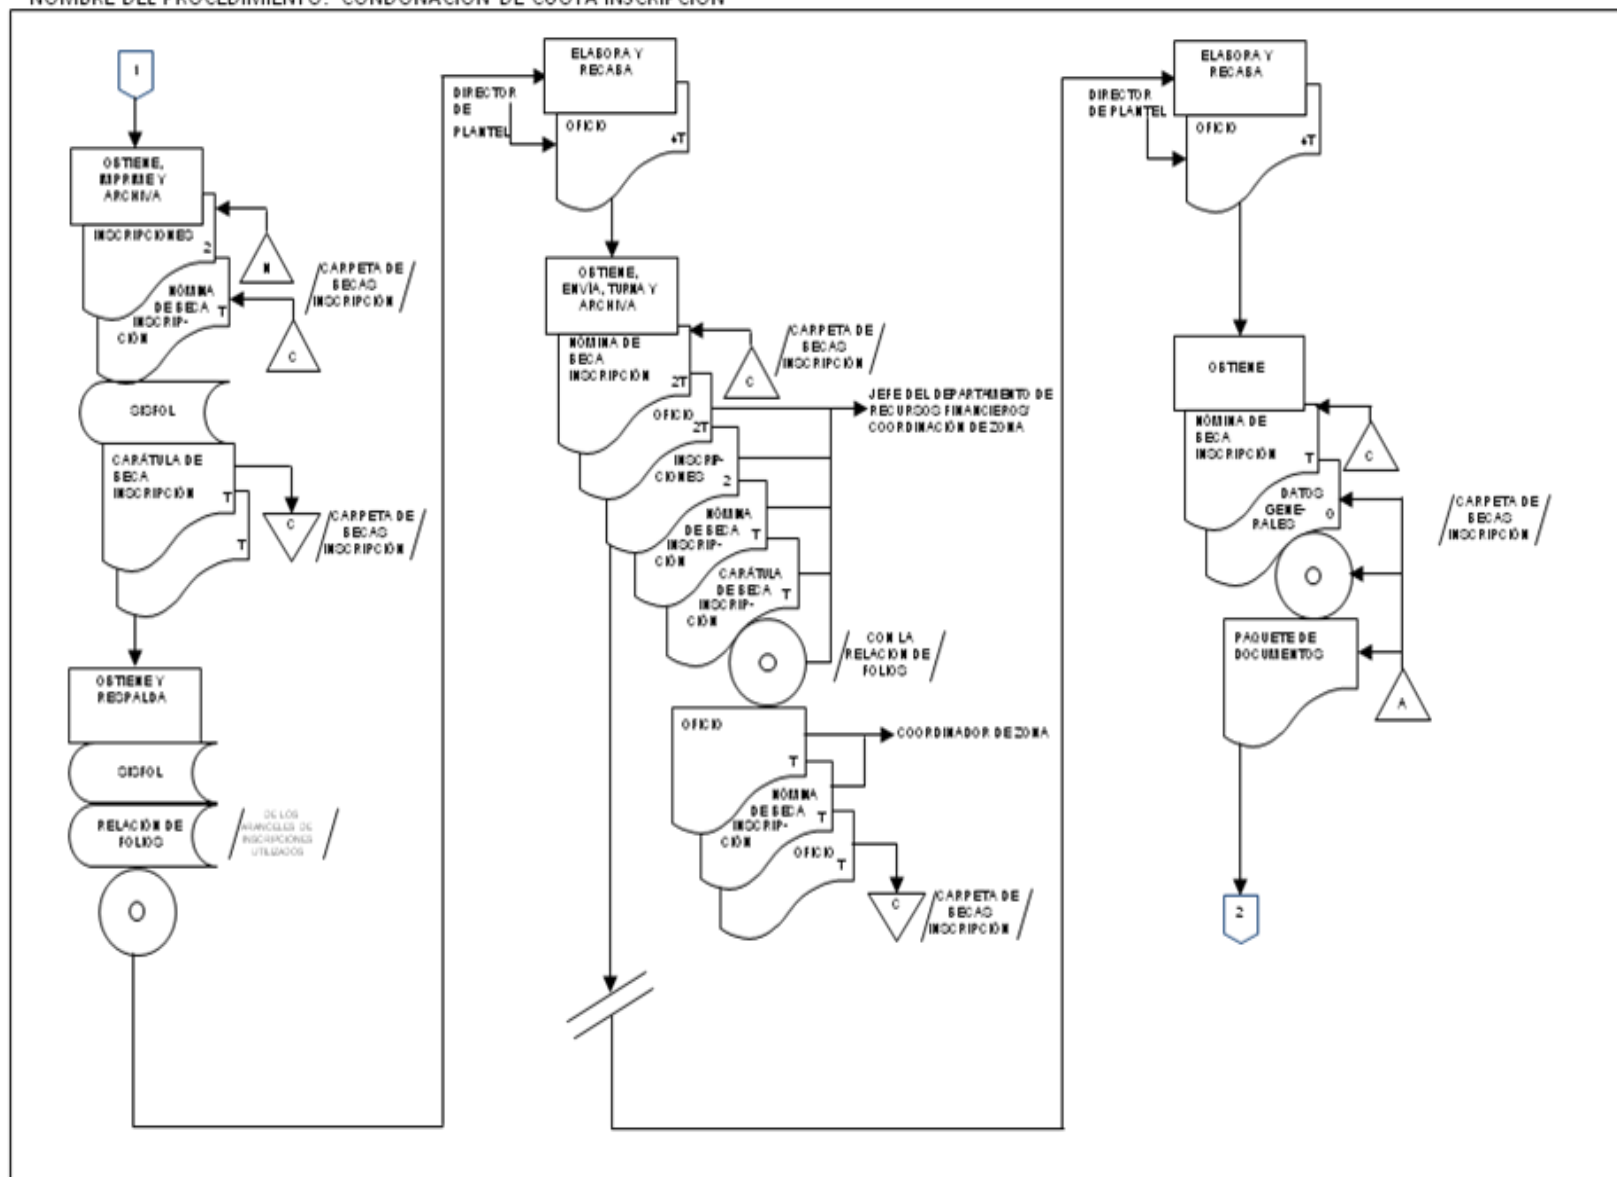 NOMBRE DEL PROCEDIMIENTO: CONDONACIÓN DE CUOTA INSCRIPCIÓN
1
OBTIENE,
IMPRIME Y
ARCHIVA
INSCRIPCIONES
2
N
NÓMINA
DE BECA
INSCRIP-
CIÓN
T
C
/CARPETA DE
BECAS
INSCRIPCIÓN/
SISFOL
CARÁTULA DE
BECA
INSCRIPCIÓN
T
T
C
/CARPETA DE
BECAS
INSCRIPCIÓN/
OBTIENE Y
RESPALDA
SISFOL
RELACIÓN DE
FOLIOS
DE LOS
ARANCELES DE
INSCRIPCIONES
UTILIZADOS
ELABORA Y
RECABA
DIRECTOR
DE
PLANTEL
OFICIO
4T
OBTIENE,
ENVÍA, TURNA Y
ARCHIVA
NÓMINA DE
BECA
INSCRIPCIÓN
2T
C
/CARPETA DE
BECAS
INSCRIPCIÓN/
OFICIO
2T
JEFE DEL DEPARTAMENTO DE
RECURSOS FINANCIEROS/
COORDINACIÓN DE ZONA
INSCRIP-
CIONES
2
NÓMINA
DE BECA
INSCRIP-
CIÓN
T
CARÁTULA
DE BECA
INSCRIP-
CIÓN
T
/CON LA
RELACIÓN DE
FOLIOS/
OFICIO
T
COORDINADOR DE ZONA
NÓMINA
DE BECA
INSCRIP-
CIÓN
T
OFICIO
T
C
/CARPETA DE
BECAS
INSCRIPCIÓN/
ELABORA Y
RECABA
DIRECTOR
DE PLANTEL
OFICIO
4T
OBTIENE
NÓMINA DE
BECA
INSCRIPCIÓN
T
C
DATOS
GENE-
RALES
O
/CARPETA DE
BECAS
INSCRIPCIÓN/
PAQUETE DE
DOCUMENTOS
A
2